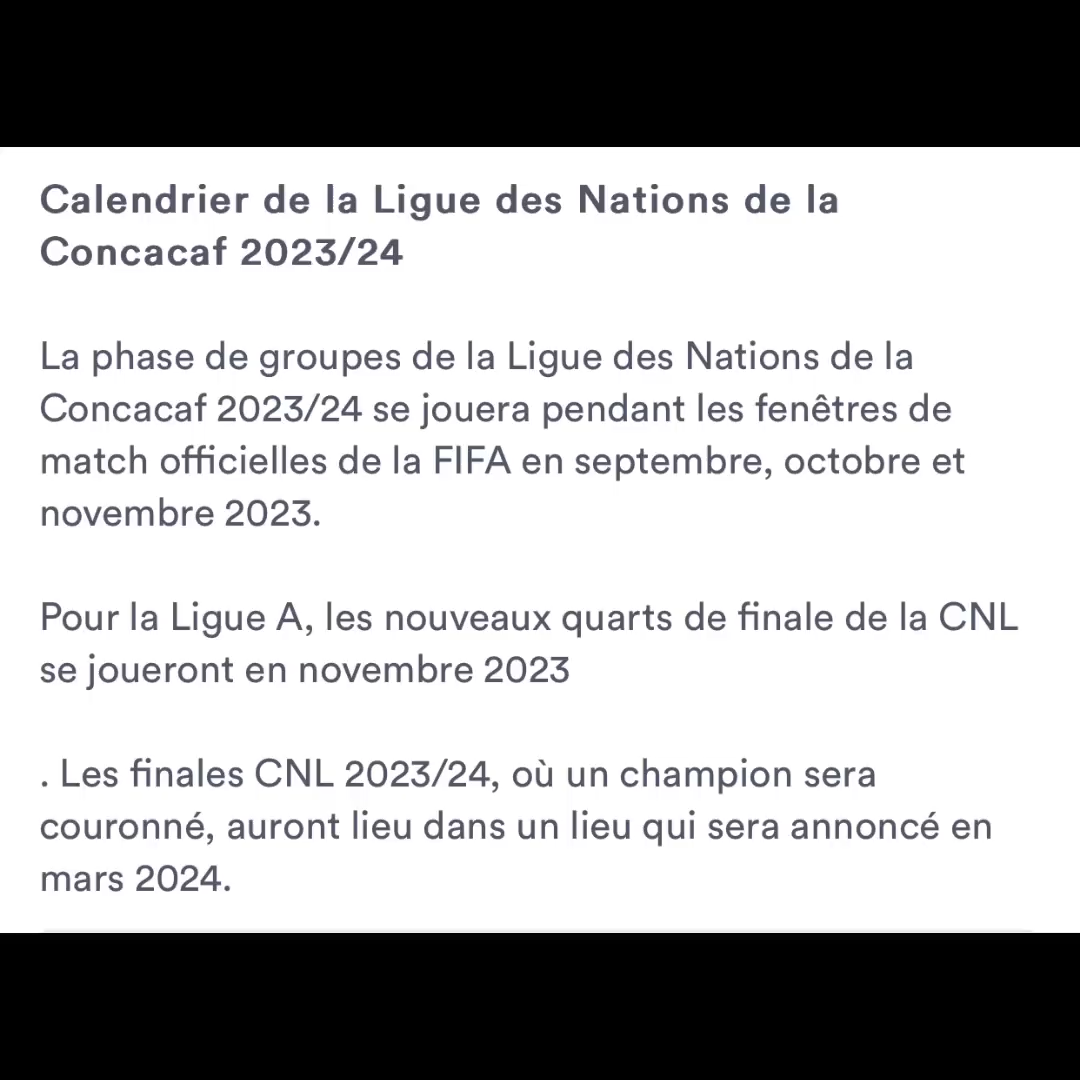 Calendrier de la Ligue des Nations de la
Concacaf 2023/24
La phase de groupes de la Ligue des Nations de la
Concacaf 2023/24 se jouera pendant les fenêtres de
match officielles de la FIFA en septembre, octobre et
novembre 2023.
Pour la Ligue A, les nouveaux quarts de finale de la CNL
se joueront en novembre 2023
. Les finales CNL 2023/24, où un champion sera
couronné, auront lieu dans un lieu qui sera annoncé en
mars 2024.